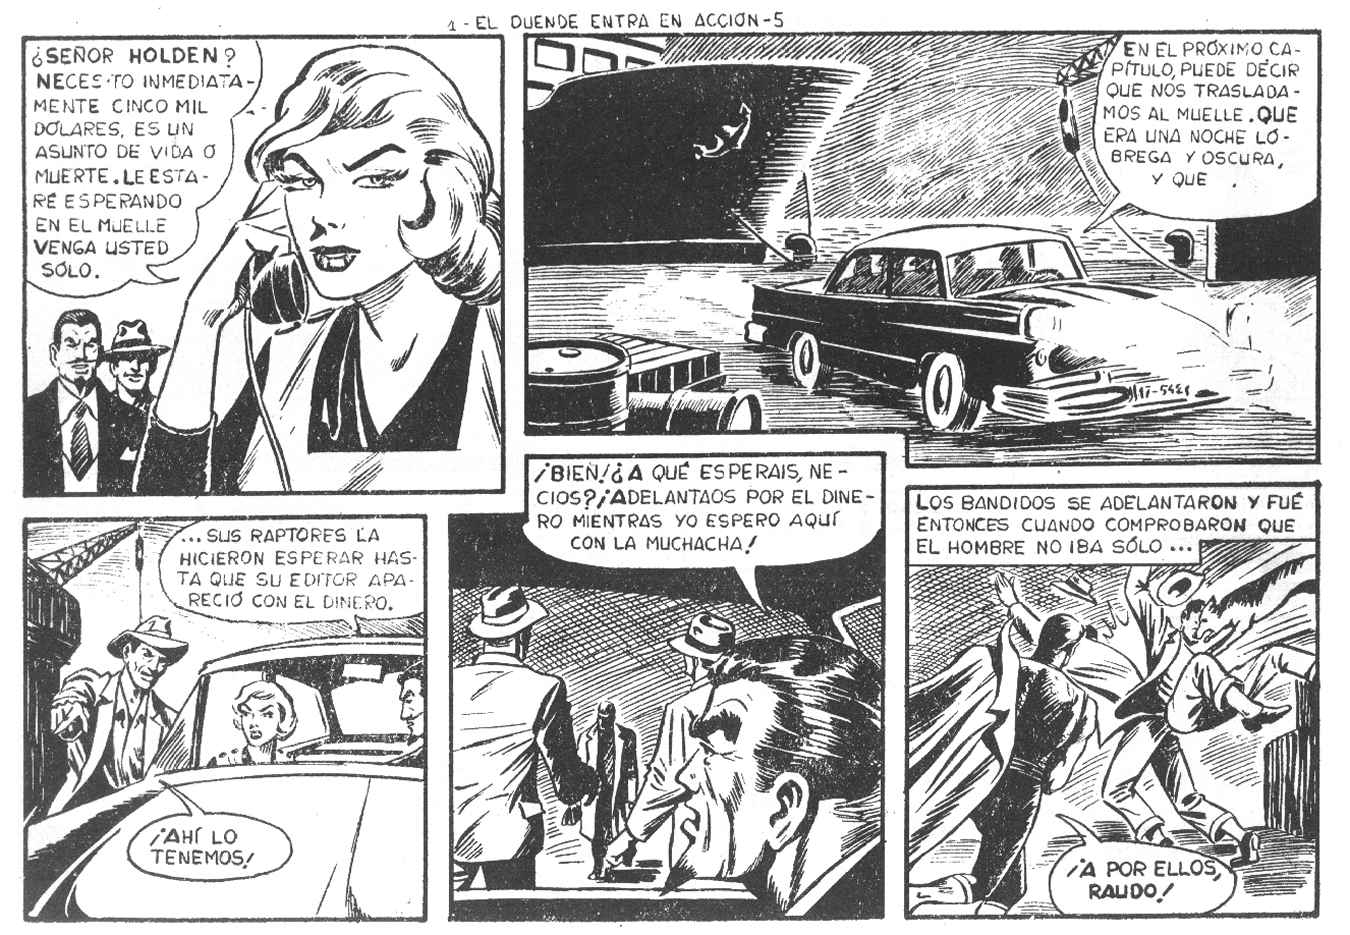 1-EL DUENDE ENTRA EN ACCIÓN-5
¿SEÑOR HOLDEN?
NECESITO INMEDIATA-
MENTE CINCO MIL
DÓLARES, ES UN
ASUNTO DE VIDA O
MUERTE. LE ESTA-
RÉ ESPERANDO
EN EL MUELLE
VENGA USTED
SÓLO.
EN EL PRÓXIMO CA-
PÍTULO, PUEDE DECIR
QUE NOS TRASLADA-
MOS AL MUELLE. QUE
ERA UNA NOCHE LÓ-
BREGA Y OSCURA,
Y QUE .
...SUS RAPTORES LA
HICIERON ESPERAR HAS-
TA QUE SU EDITOR APA-
RECIÓ CON EL DINERO.
¡AHÍ LO
TENEMOS!
¡BIEN! ¿A QUÉ ESPERAIS, NE-
CIOS? ¡ADELANTAOS POR EL DINE-
RO MIENTRAS YO ESPERO AQUÍ
CON LA MUCHACHA!
LOS BANDIDOS SE ADELANTARON Y FUÉ
ENTONCES CUANDO COMPROBARON QUE
EL HOMBRE NO IBA SÓLO ...
¡A POR ELLOS,
RAUDO!